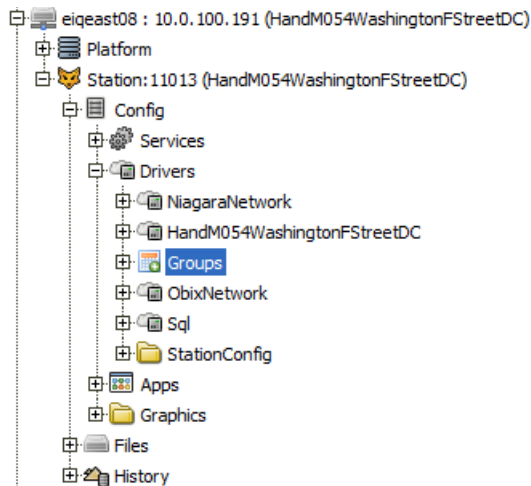 eiqeast08 : 10.0.100.191 (HandM054WashingtonFStreetDC)
Platform
Station:11013 (HandM054WashingtonFStreetDC)
Config
Services
Drivers
NiagaraNetwork
HandM054WashingtonFStreetDC
Groups
ObixNetwork
Sql
StationConfig
Apps
Graphics
Files
History